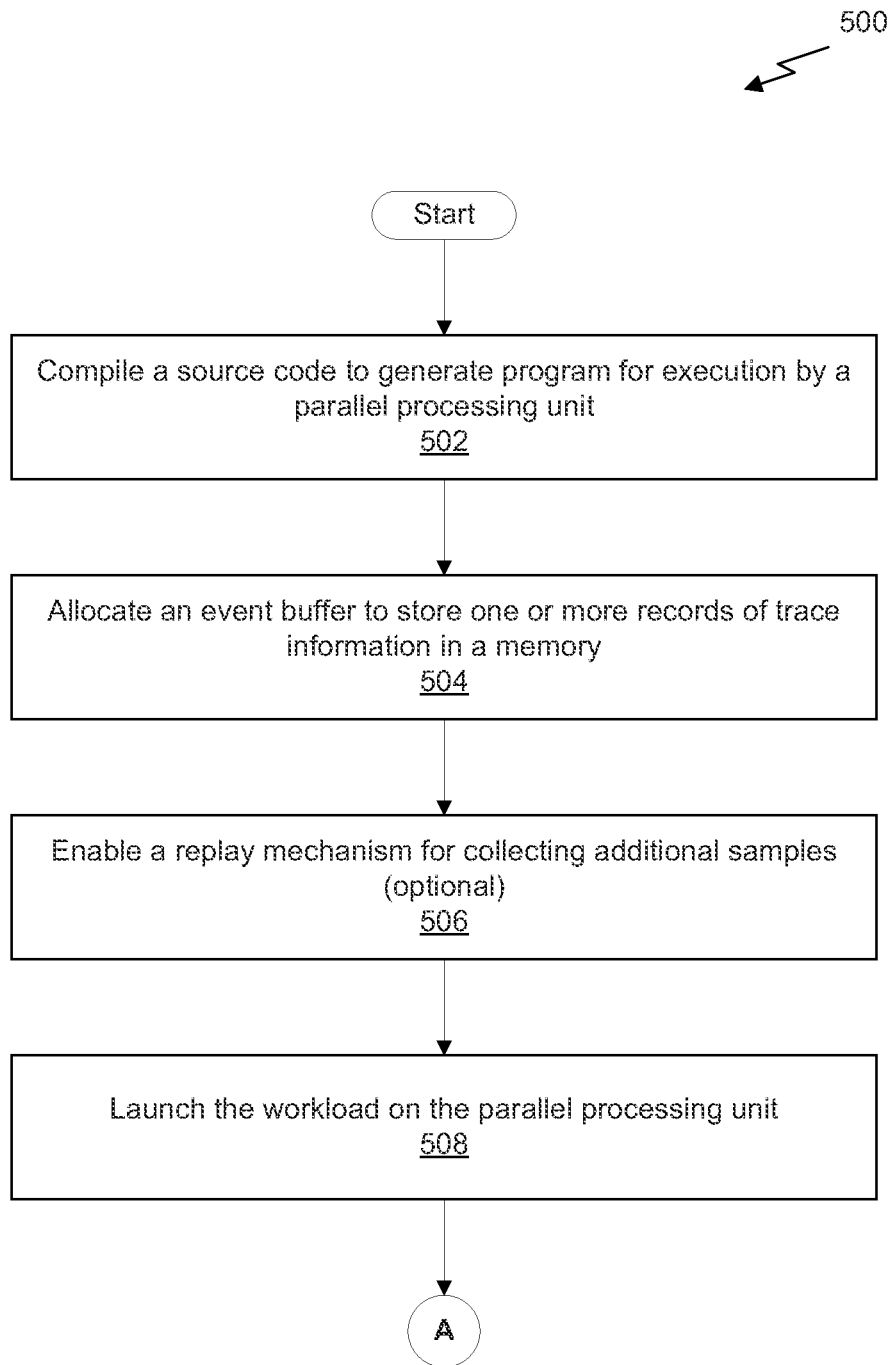 500
Start
Compile a source code to generate program for execution by a
parallel processing unit
502
Allocate an event buffer to store one or more records of trace
information in a memory
504
Enable a replay mechanism for collecting additional samples
(optional)
506
Launch the workload on the parallel processing unit
508
A